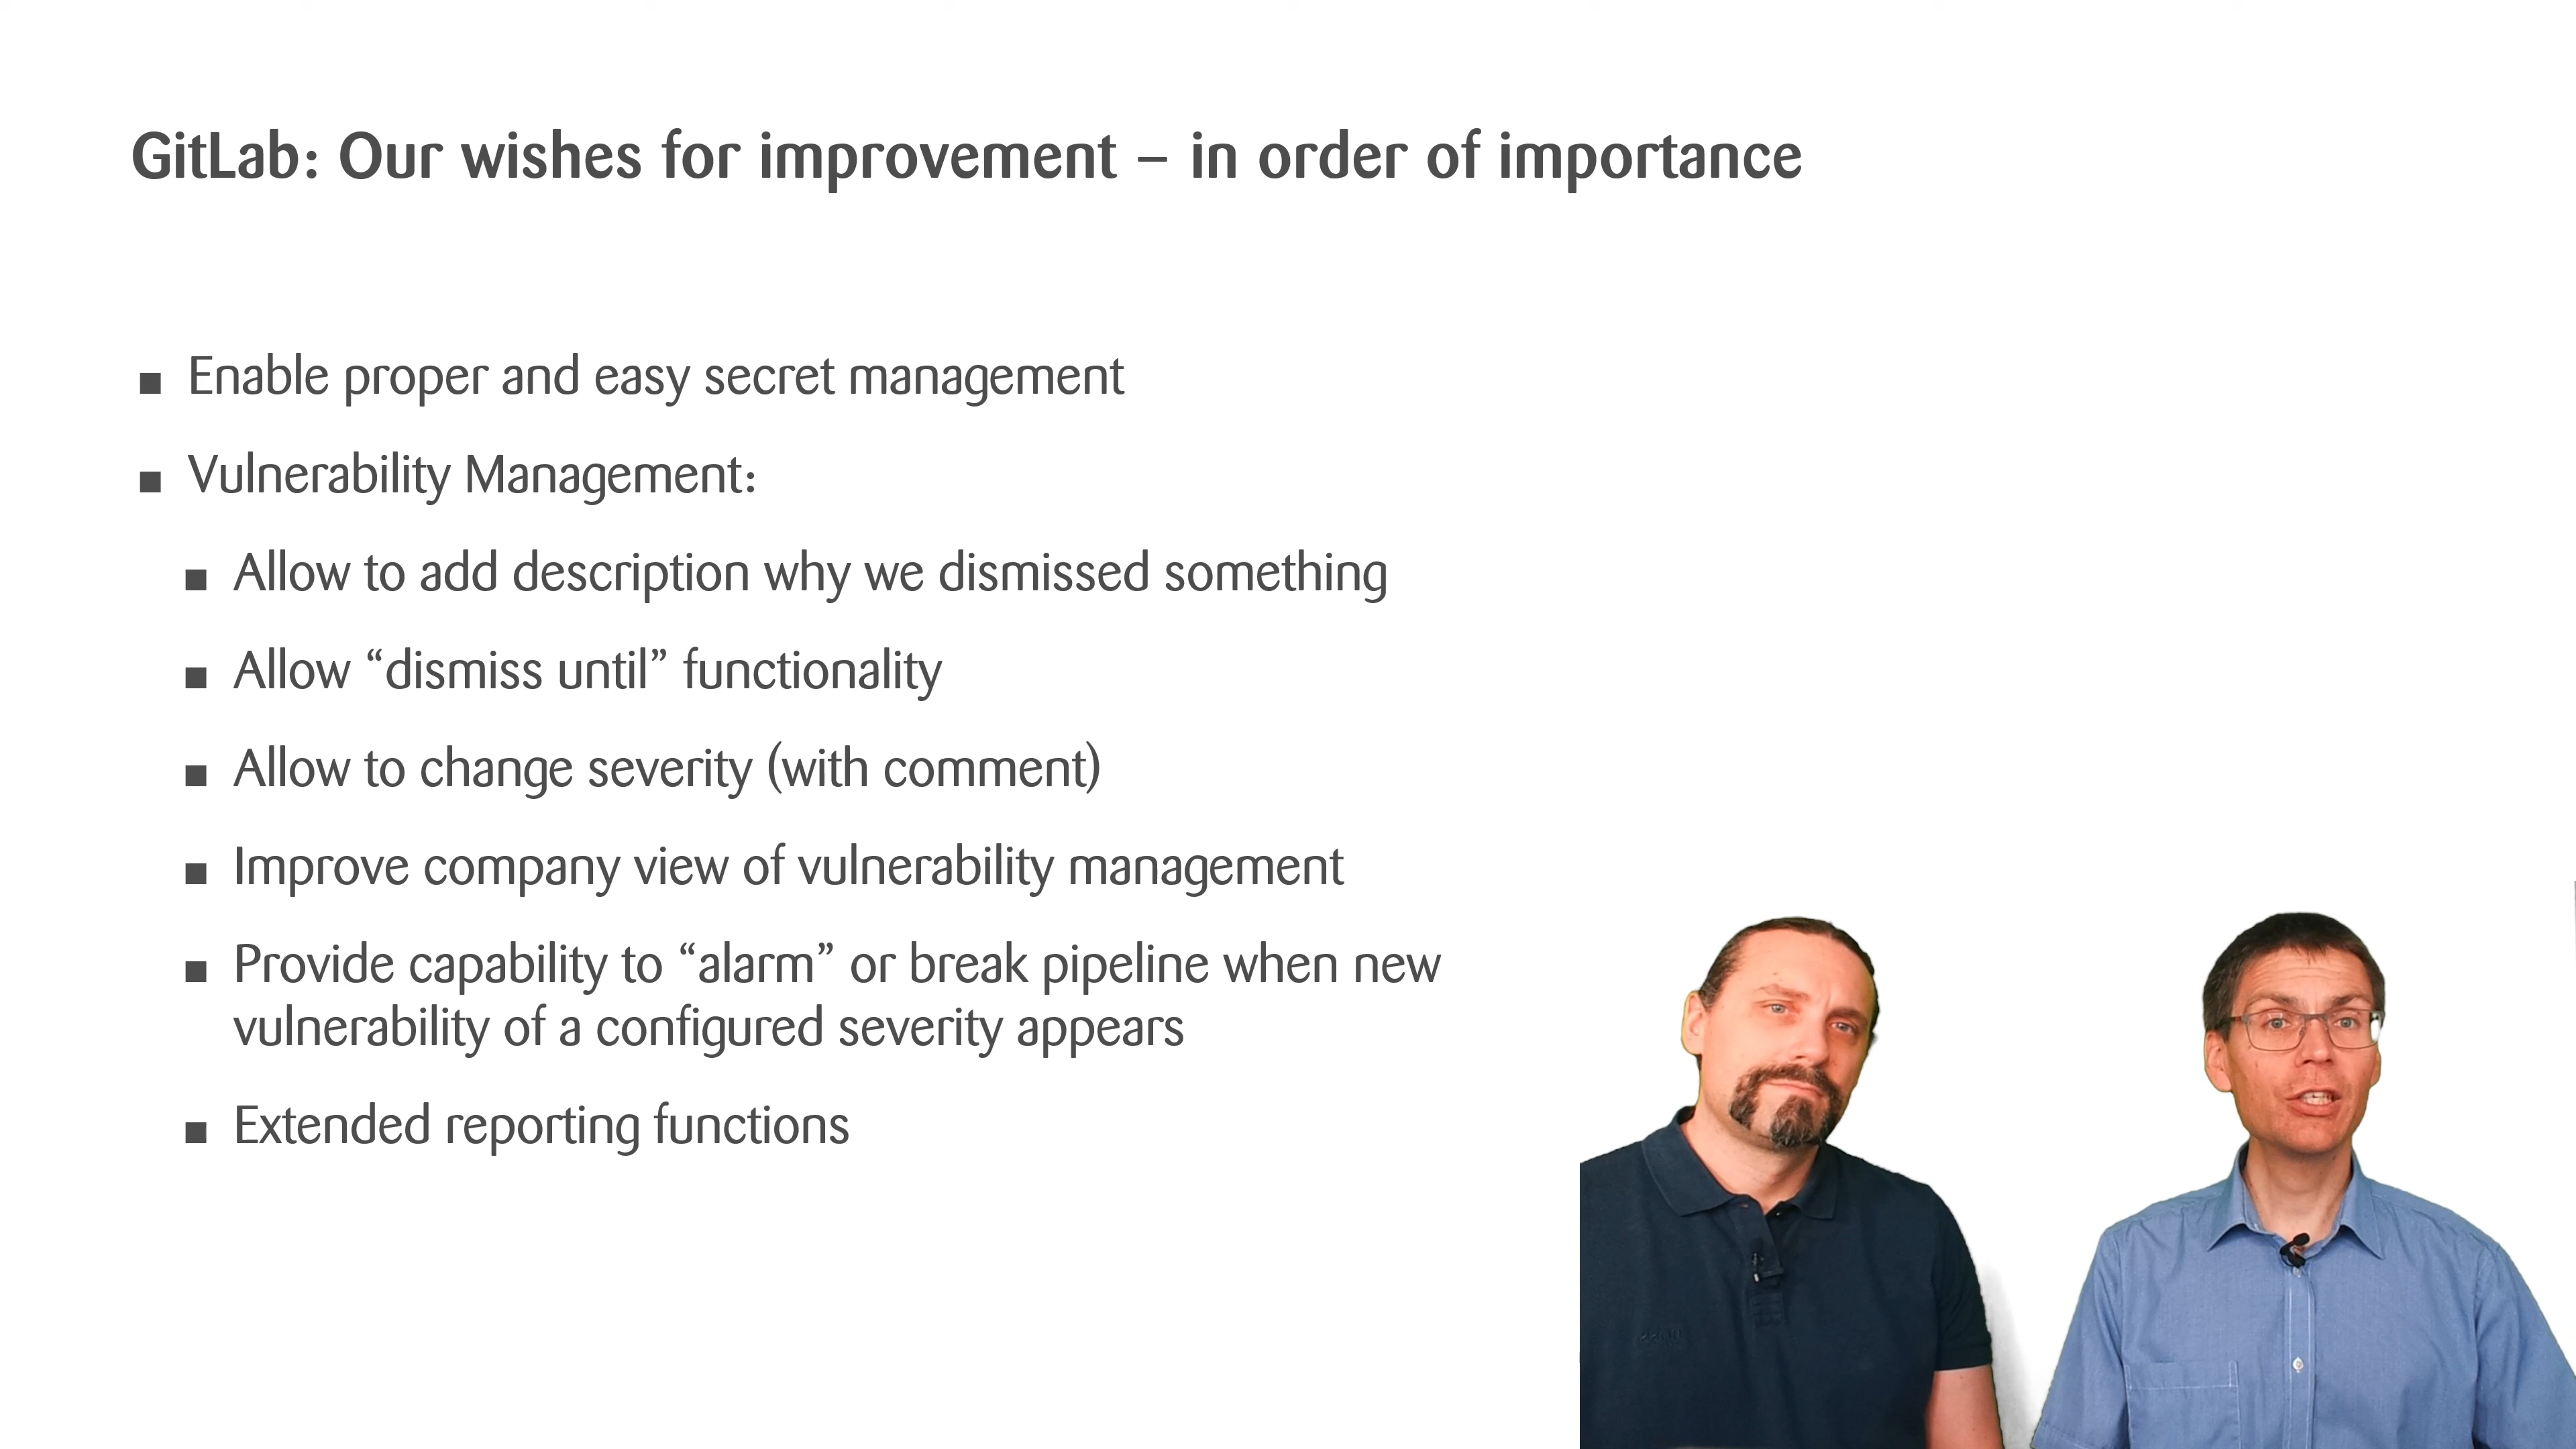 GitLab: Our wishes for improvement – in order of importance
■ Enable proper and easy secret management
■ Vulnerability Management:
■ Allow to add description why we dismissed something
■ Allow “dismiss until” functionality
■ Allow to change severity (with comment)
■ Improve company view of vulnerability management
■ Provide capability to “alarm” or break pipeline when new
vulnerability of a configured severity appears
■ Extended reporting functions